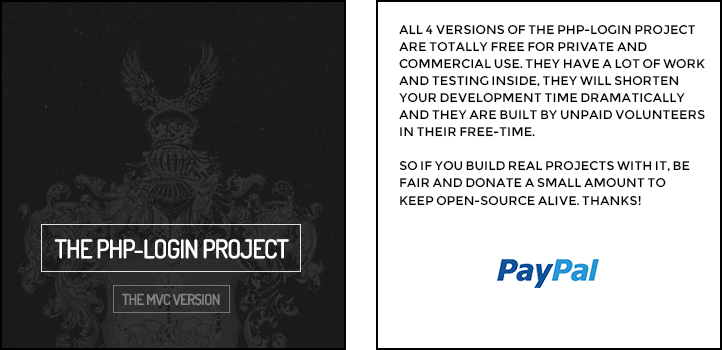 THE PHP-LOGIN PROJECT
THE MVC VERSION
ALL 4 VERSIONS OF THE PHP-LOGIN PROJECT
ARE TOTALLY FREE FOR PRIVATE AND
COMMERCIAL USE. THEY HAVE A LOT OF WORK
AND TESTING INSIDE, THEY WILL SHORTEN
YOUR DEVELOPMENT TIME DRAMATICALLY
AND THEY ARE BUILT BY UNPAID VOLUNTEERS
IN THEIR FREE-TIME.
SO IF YOU BUILD REAL PROJECTS WITH IT, BE
FAIR AND DONATE A SMALL AMOUNT TO
KEEP OPEN-SOURCE ALIVE. THANKS!
PayPal